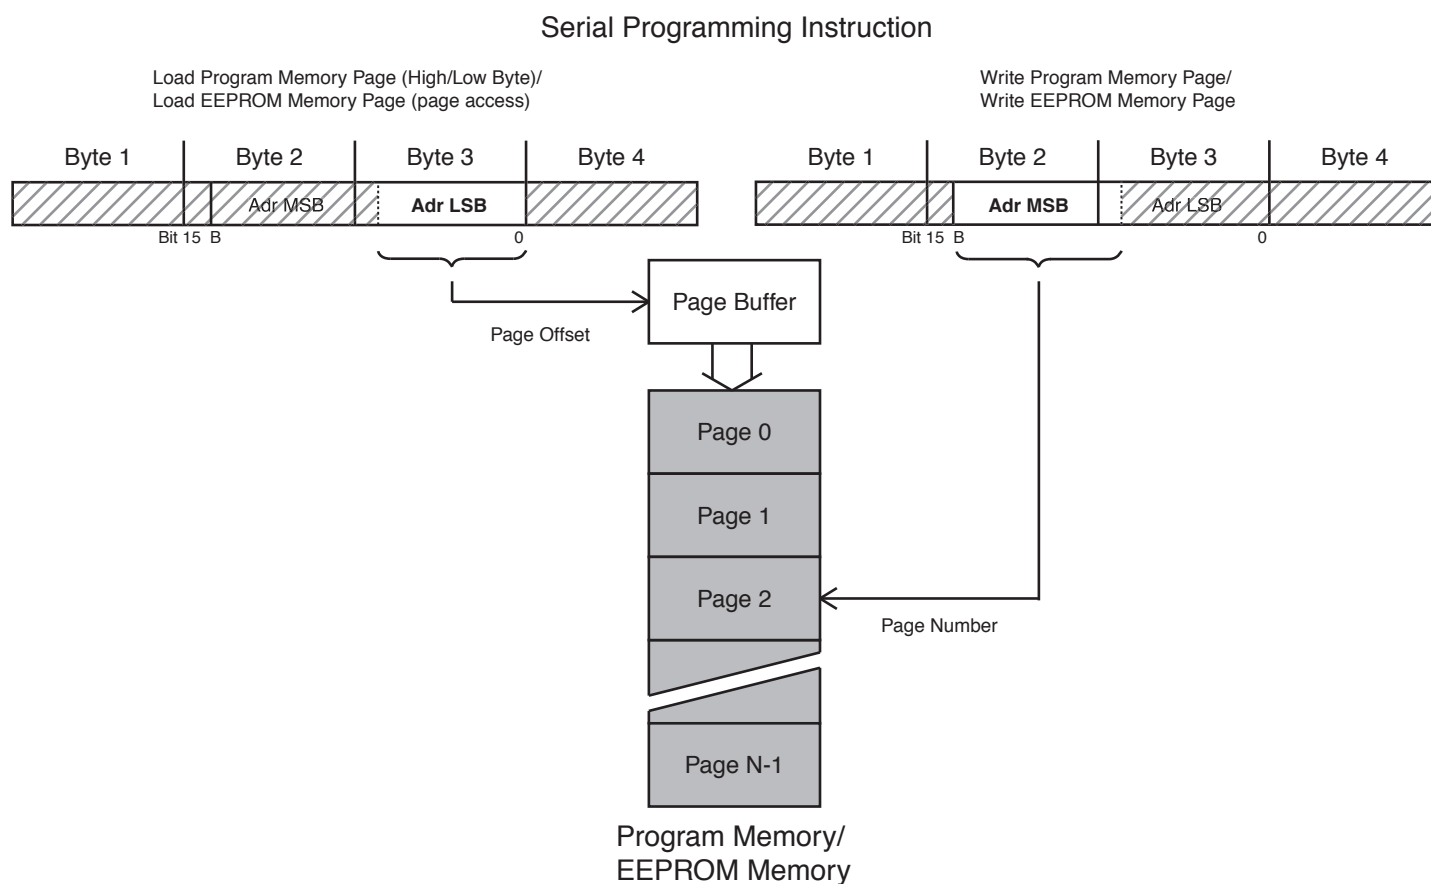 Serial Programming Instruction
Load Program Memory Page (High/Low Byte)/
Load EEPROM Memory Page (page access)
Write Program Memory Page/
Write EEPROM Memory Page
Byte 1 Byte 2 Byte 3 Byte 4
Byte 1 Byte 2 Byte 3 Byte 4
Adr MSB Adr LSB
Adr MSB Adr LSB
Bit 15 B 0
Bit 15 B 0
Page Buffer
Page Offset
Page 0
Page 1
Page 2
Page Number
Page N-1
Program Memory/
EEPROM Memory